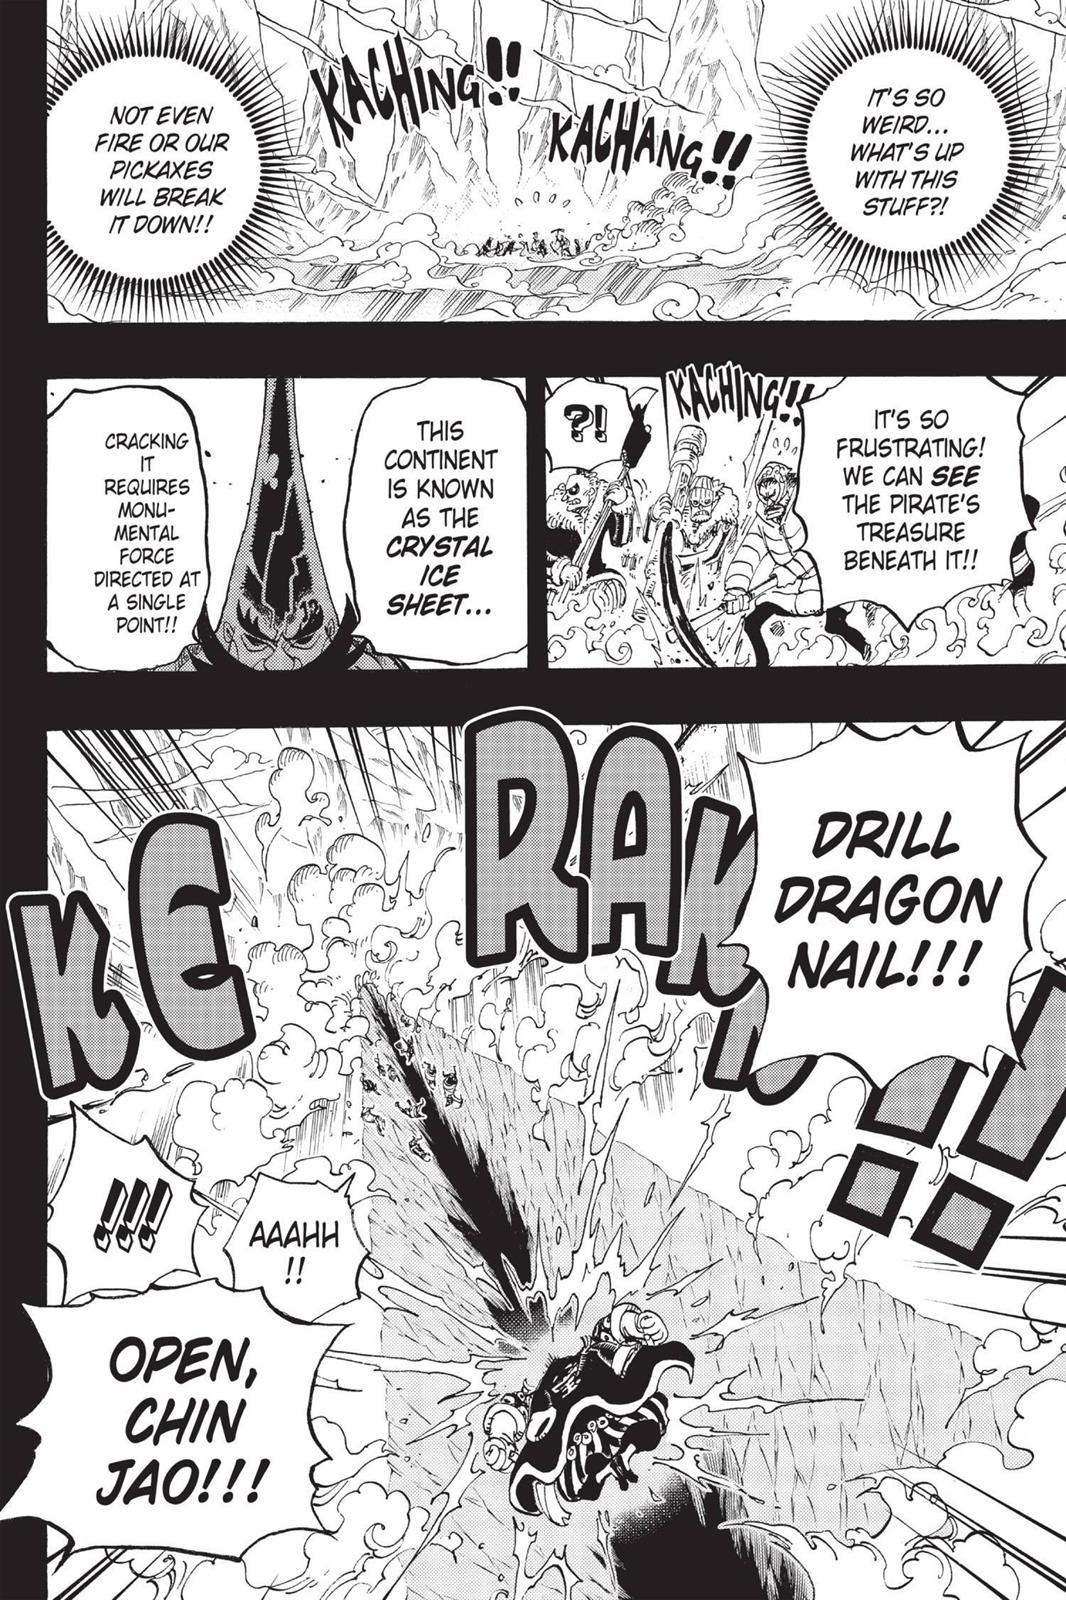 IT'S SO
WEIRD...
WHAT'S UP
WITH THIS
STUFF?!
KACHANG!!
KACHING!!
NOT EVEN
FIRE OR OUR
PICKAXES
WILL BREAK
IT DOWN!!
IT'S SO
FRUSTRATING!
WE CAN SEE
THE PIRATE'S
TREASURE
BENEATH IT!!
KACHING!!
?!
THIS
CONTINENT
IS KNOWN
AS THE
CRYSTAL
ICE
SHEET...
CRACKING
IT
REQUIRES
MONU-
MENTAL
FORCE
DIRECTED AT
A SINGLE
POINT!!
DRILL
DRAGON
NAIL!!!
KERAK!!
!!!
AAAHH
!!
OPEN,
CHIN
JAO!!!